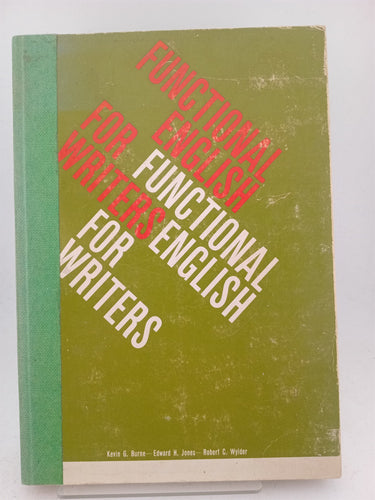 FUNCTIONAL
ENGLISH
FOR
WRITERS
FUNCTIONAL
ENGLISH
FOR
WRITERS
Kevin G. Burne—Edward H. Jones—Robert C. Wylder